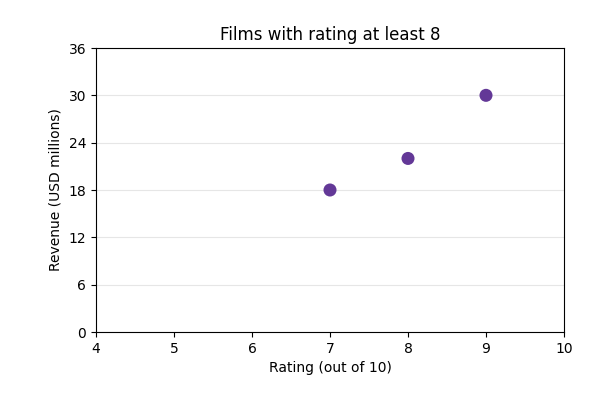 Films with rating at least 8
Revenue (USD millions)
36
30
24
18
12
6
0
4 5 6 7 8 9 10
Rating (out of 10)